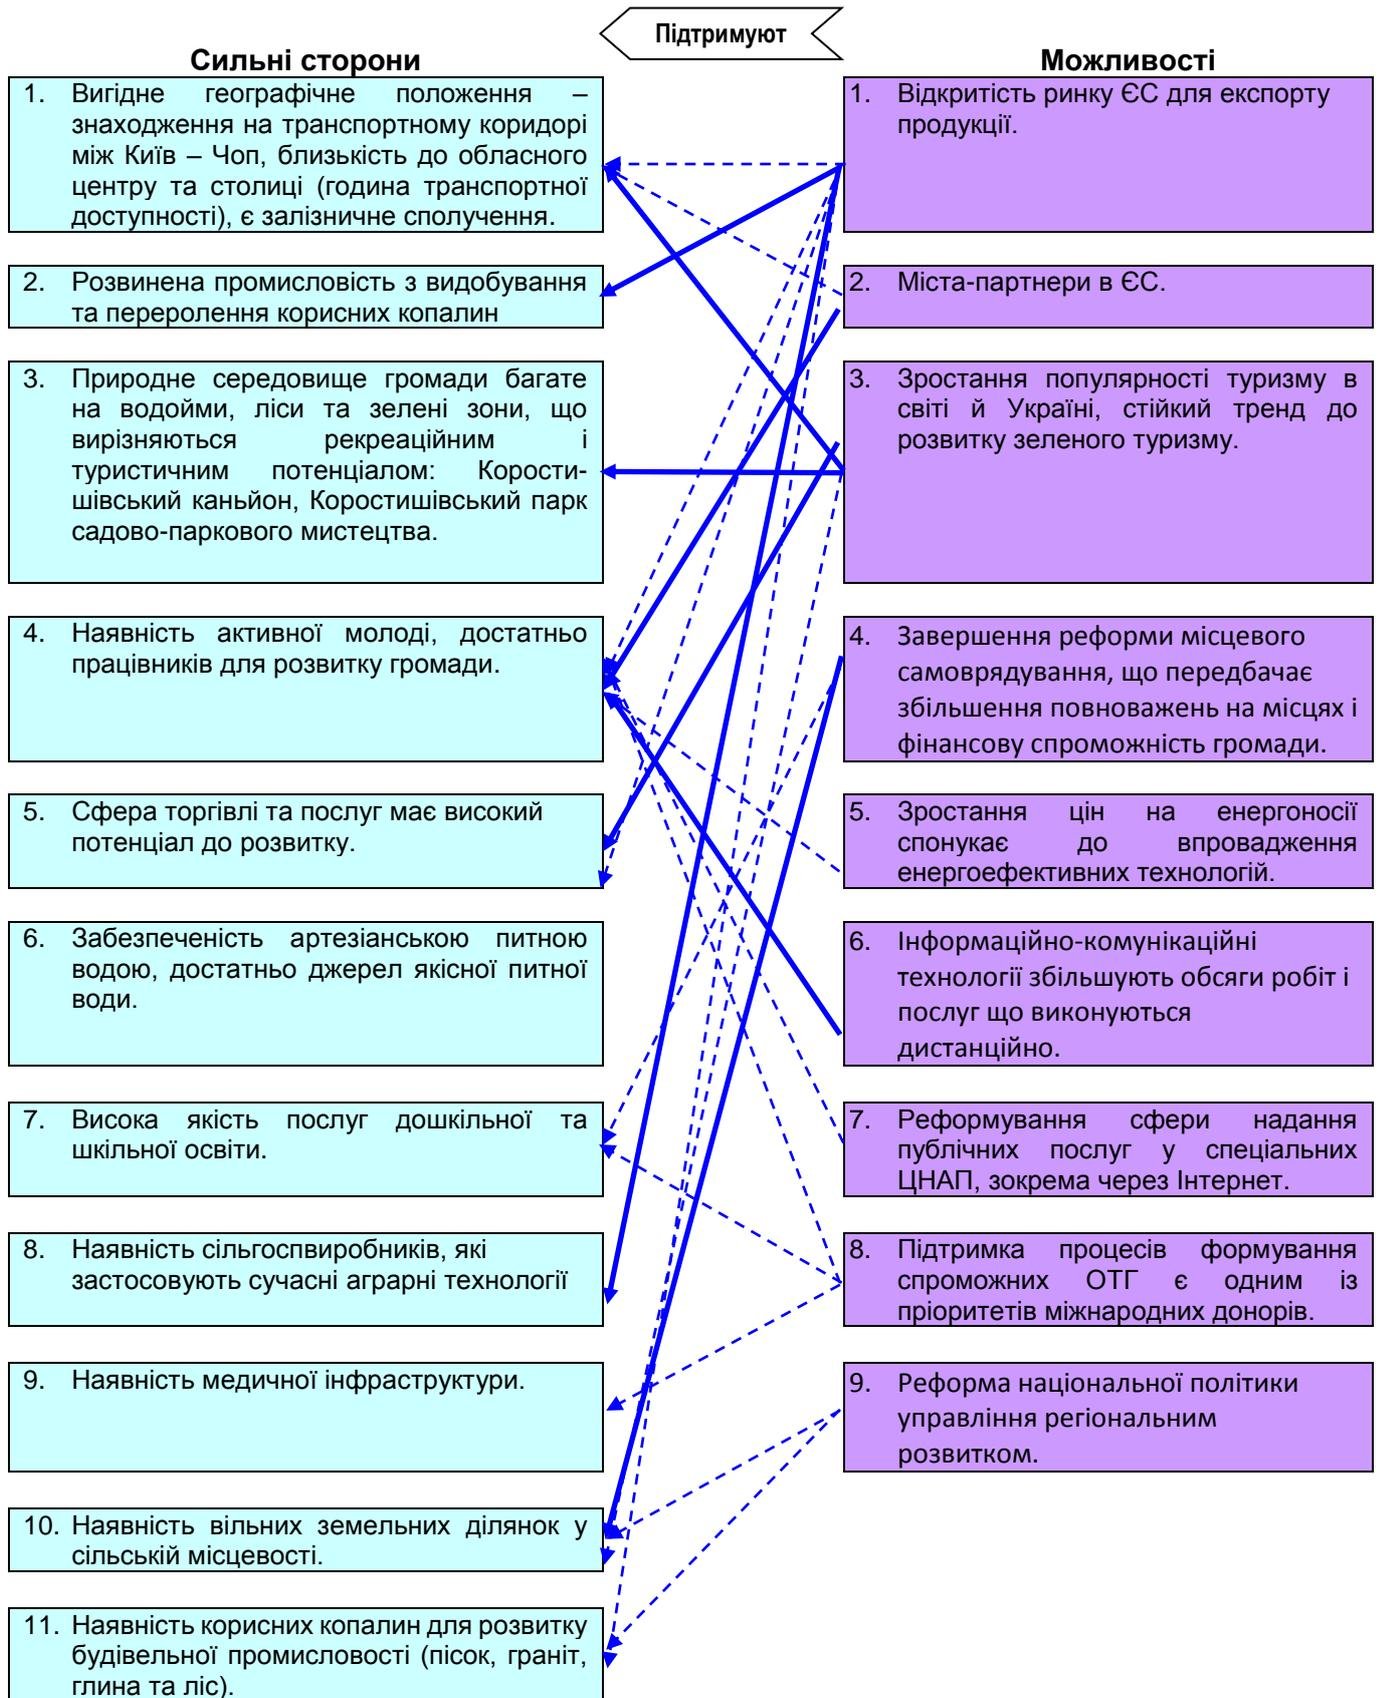 Підтримуют
Сильні сторони
1. Вигідне географічне положення –
знаходження на транспортному коридорі
між Київ – Чоп, близькість до обласного
центру та столиці (година транспортної
доступності), є залізничне сполучення.
2. Розвинена промисловість з видобування
та переролення корисних копалин
3. Природне середовище громади багате
на водойми, ліси та зелені зони, що
вирізняються рекреаційним і
туристичним потенціалом: Корости-
шівський каньйон, Коростишівський парк
садово-паркового мистецтва.
4. Наявність активної молоді, достатньо
працівників для розвитку громади.
5. Сфера торгівлі та послуг має високий
потенціал до розвитку.
6. Забезпеченість артезіанською питною
водою, достатньо джерел якісної питної
води.
7. Висока якість послуг дошкільної та
шкільної освіти.
8. Наявність сільгоспвиробників, які
застосовують сучасні аграрні технології
9. Наявність медичної інфраструктури.
10. Наявність вільних земельних ділянок у
сільській місцевості.
11. Наявність корисних копалин для розвитку
будівельної промисловості (пісок, граніт,
глина та ліс).
Можливості
1. Відкритість ринку ЄС для експорту
продукції.
2. Міста-партнери в ЄС.
3. Зростання популярності туризму в
світі й Україні, стійкий тренд до
розвитку зеленого туризму.
4. Завершення реформи місцевого
самоврядування, що передбачає
збільшення повноважень на місцях і
фінансову спроможність громади.
5. Зростання цін на енергоносії
спонукає до впровадження
енергоефективних технологій.
6. Інформаційно-комунікаційні
технології збільшують обсяги робіт і
послуг що виконуються
дистанційно.
7. Реформування сфери надання
публічних послуг у спеціальних
ЦНАП, зокрема через Інтернет.
8. Підтримка процесів формування
спроможних ОТГ є одним із
пріоритетів міжнародних донорів.
9. Реформа національної політики
управління регіональним
розвитком.